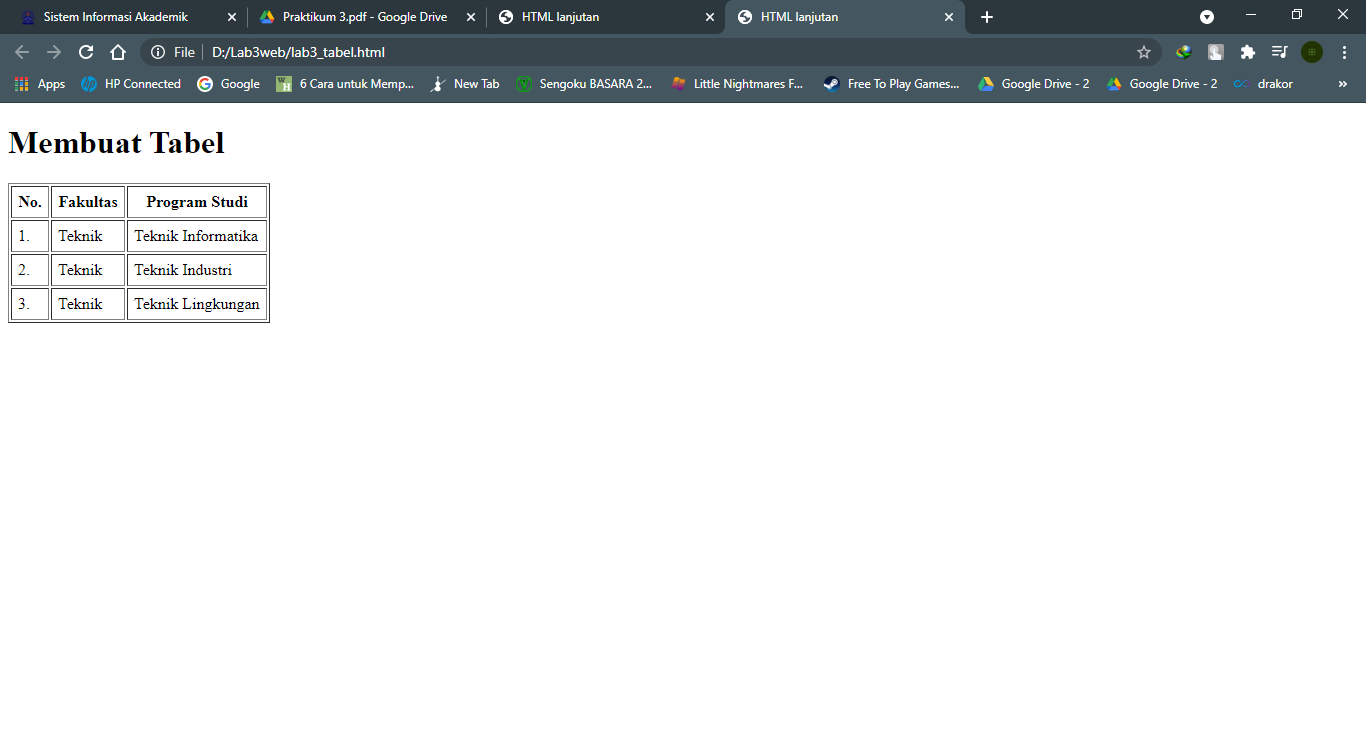 Sistem Informasi Akademik
Praktikum 3.pdf - Google Drive
HTML lanjutan
HTML lanjutan
File
D:/Lab3web/lab3_tabel.html
Apps
HP Connected
Google
6 Cara untuk Memp...
New Tab
Sengoku BASARA 2...
Little Nightmares F...
Free To Play Games...
Google Drive - 2
Google Drive - 2
drakor
»
Membuat Tabel
No. Fakultas Program Studi
1. Teknik Teknik Informatika
2. Teknik Teknik Industri
3. Teknik Teknik Lingkungan